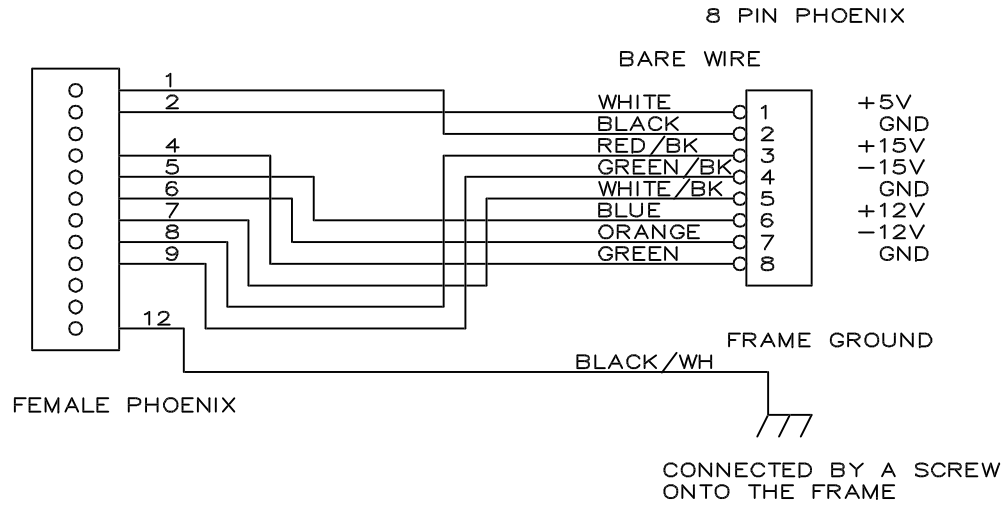 8 PIN PHOENIX
BARE WIRE
1
2 WHITE 1 +5V
BLACK 2 GND
4 RED/BK 3 +15V
5 GREEN/BK 4 -15V
6 WHITE/BK 5 GND
7 BLUE 6 +12V
8 ORANGE 7 -12V
9 GREEN 8 GND
12
FRAME GROUND
BLACK/WH
FEMALE PHOENIX
CONNECTED BY A SCREW
ONTO THE FRAME